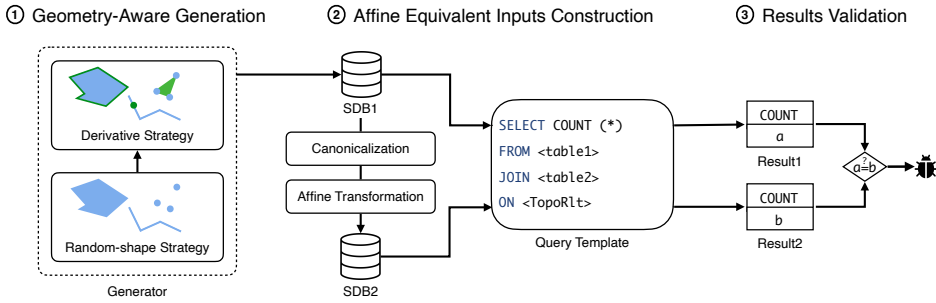 1 Geometry-Aware Generation
Derivative Strategy
Random-shape Strategy
Generator
2 Affine Equivalent Inputs Construction
SDB1
Canonicalization
Affine Transformation
SDB2
SELECT COUNT (*)
FROM <table1>
JOIN <table2>
ON <TopoRlt>
Query Template
3 Results Validation
COUNT
a
Result1
COUNT
b
Result2
?
a=b